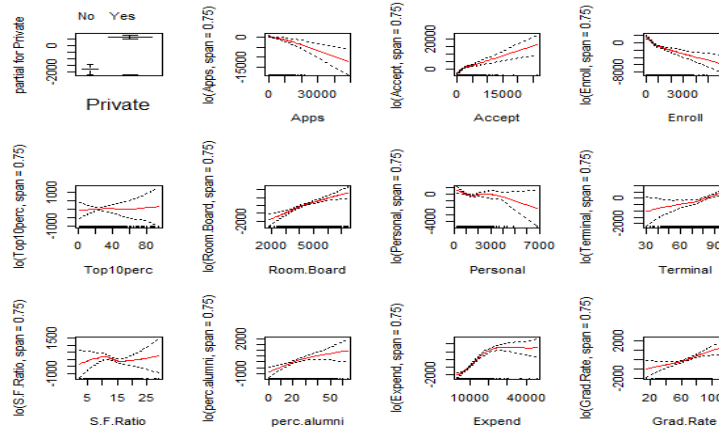 No Yes
partial for Private
-2000 0
Private
lo(Apps, span = 0.75)
-15000 0
0 30000
Apps
lo(Accept, span = 0.75)
0 20000
0 15000
Accept
lo(Enroll, span = 0.75)
-8000 0
0 3000
Enroll
lo(Top10perc, span = 0.75)
-1000 1000
0 40 80
Top10perc
lo(Room.Board, span = 0.75)
-2000
2000 5000
Room.Board
lo(Personal, span = 0.75)
-4000 0
0 3000 7000
Personal
lo(Terminal, span = 0.75)
-2000 0
30 60 90
Terminal
lo(S.F.Ratio, span = 0.75)
-1000 1500
5 15 25
S.F.Ratio
lo(perc.alumni, span = 0.75)
-1000 2000
0 20 50
perc.alumni
lo(Expend, span = 0.75)
-2000
10000 40000
Expend
lo(Grad.Rate, span = 0.75)
-2000 2000
20 60 100
Grad.Rate